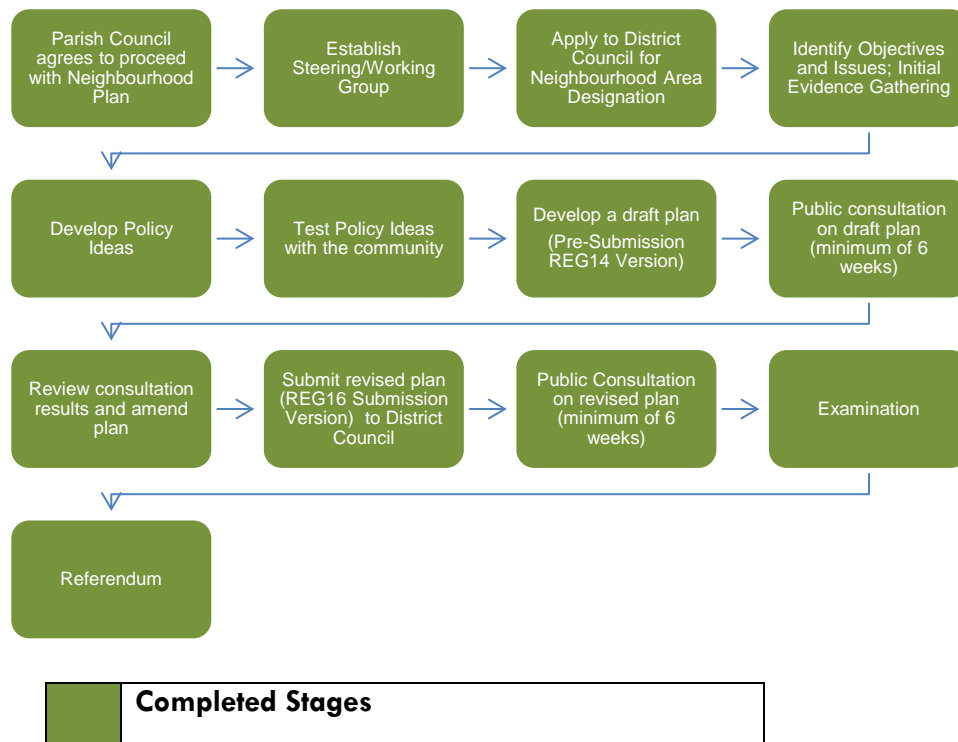 Parish Council
agrees to proceed
with Neighbourhood
Plan
Establish
Steering/Working
Group
Apply to District
Council for
Neighbourhood Area
Designation
Identify Objectives
and Issues; Initial
Evidence Gathering
Develop Policy
Ideas
Test Policy Ideas
with the community
Develop a draft plan
(Pre-Submission
REG14 Version)
Public consultation
on draft plan
(minimum of 6
weeks)
Review consultation
results and amend
plan
Submit revised plan
(REG16 Submission
Version) to District
Council
Public Consultation
on revised plan
(minimum of 6
weeks)
Examination
Referendum
Completed Stages